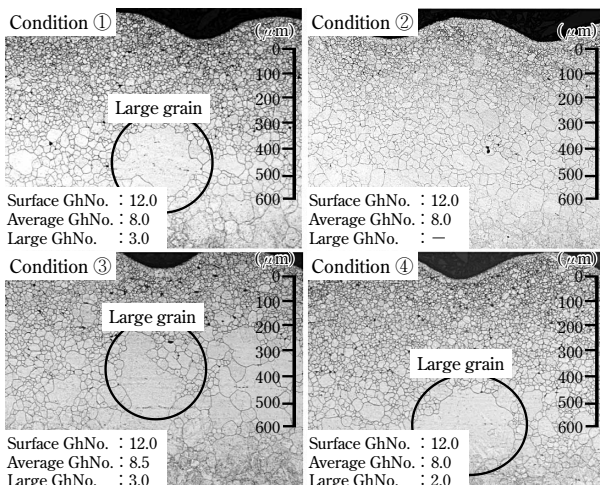 Condition ①
(μm)
0
100
200
300
400
500
600
Large grain
Surface GhNo. : 12.0
Average GhNo. : 8.0
Large GhNo. : 3.0
Condition ②
(μm)
0
100
200
300
400
500
600
Surface GhNo. : 12.0
Average GhNo. : 8.0
Large GhNo. : —
Condition ③
(μm)
0
100
200
300
400
500
600
Large grain
Surface GhNo. : 12.0
Average GhNo. : 8.5
Large GhNo. : 3.0
Condition ④
(μm)
0
100
200
300
400
500
600
Large grain
Surface GhNo. : 12.0
Average GhNo. : 8.0
Large GhNo. : 2.0